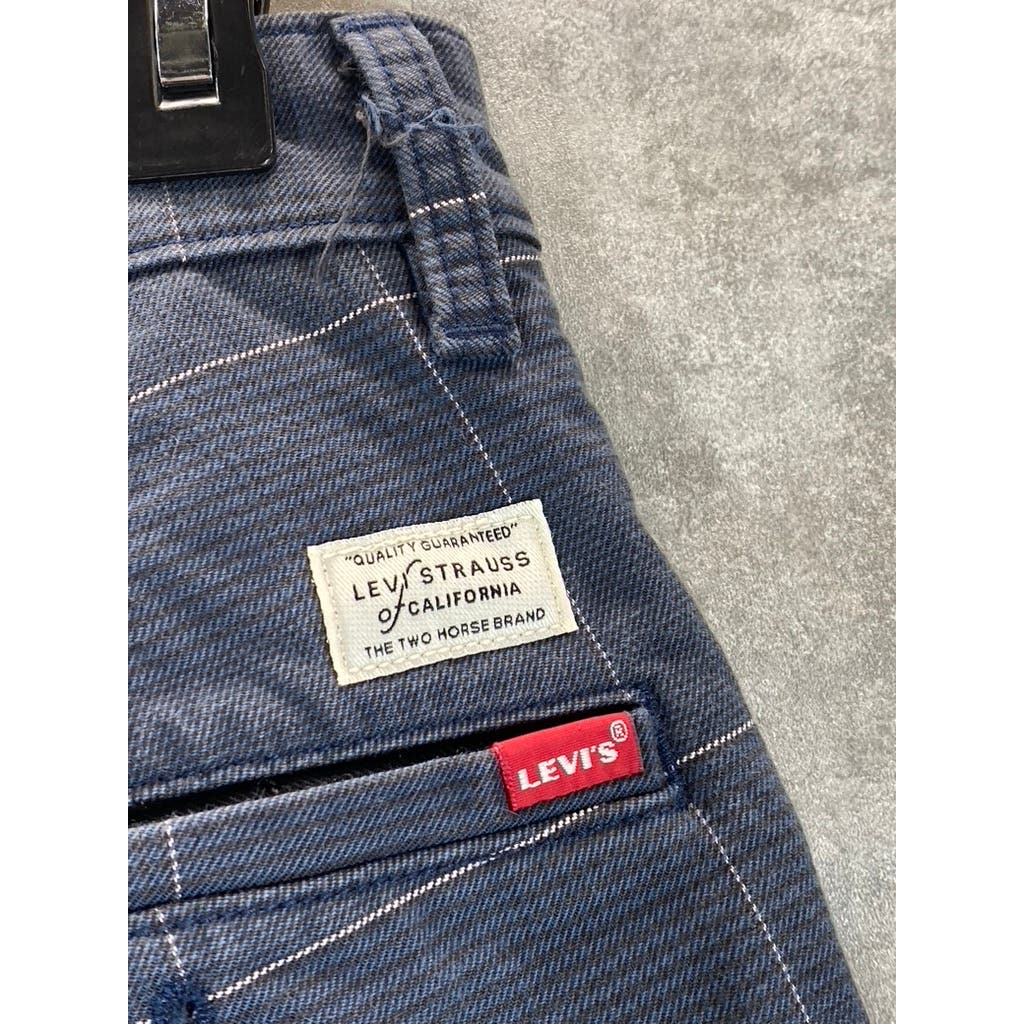 "QUALITY GUARANTEED"
LEVI STRAUSS
of CALIFORNIA
THE TWO HORSE BRAND
LEVI'S®